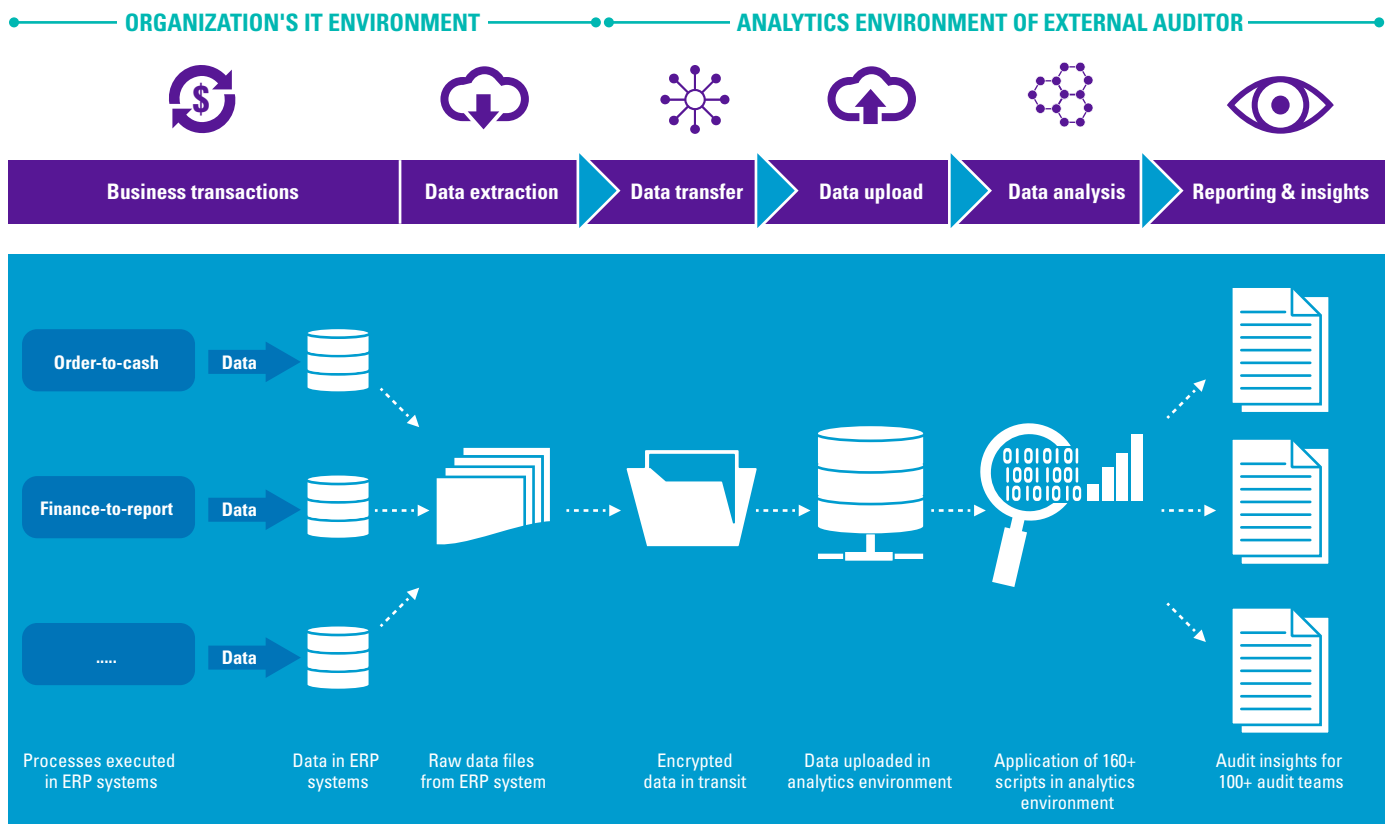 ORGANIZATION'S IT ENVIRONMENT
ANALYTICS ENVIRONMENT OF EXTERNAL AUDITOR
$
Business transactions
Data extraction
Data transfer
Data upload
Data analysis
Reporting & insights
Order-to-cash
Data
Finance-to-report
Data
.....
Data
01010101
1001 1001
10101010
Processes executed
in ERP systems
Data in ERP
systems
Raw data files
from ERP system
Encrypted
data in transit
Data uploaded in
analytics environment
Application of 160+
scripts in analytics
environment
Audit insights for
100+ audit teams